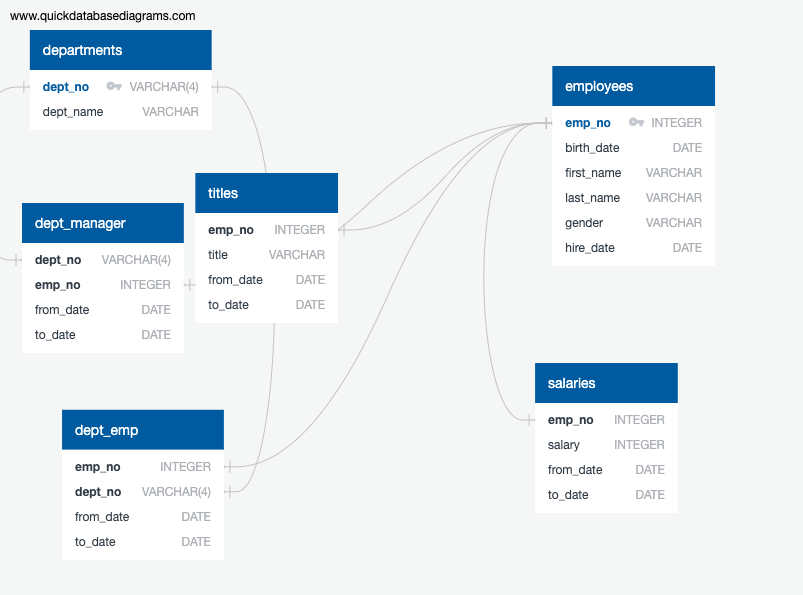 www.quickdatabasediagrams.com
departments
dept_no VARCHAR(4)
dept_name VARCHAR
employees
emp_no INTEGER
birth_date DATE
first_name VARCHAR
last_name VARCHAR
gender VARCHAR
hire_date DATE
titles
emp_no INTEGER
title VARCHAR
from_date DATE
to_date DATE
dept_manager
dept_no VARCHAR(4)
emp_no INTEGER
from_date DATE
to_date DATE
salaries
emp_no INTEGER
salary INTEGER
from_date DATE
to_date DATE
dept_emp
emp_no INTEGER
dept_no VARCHAR(4)
from_date DATE
to_date DATE